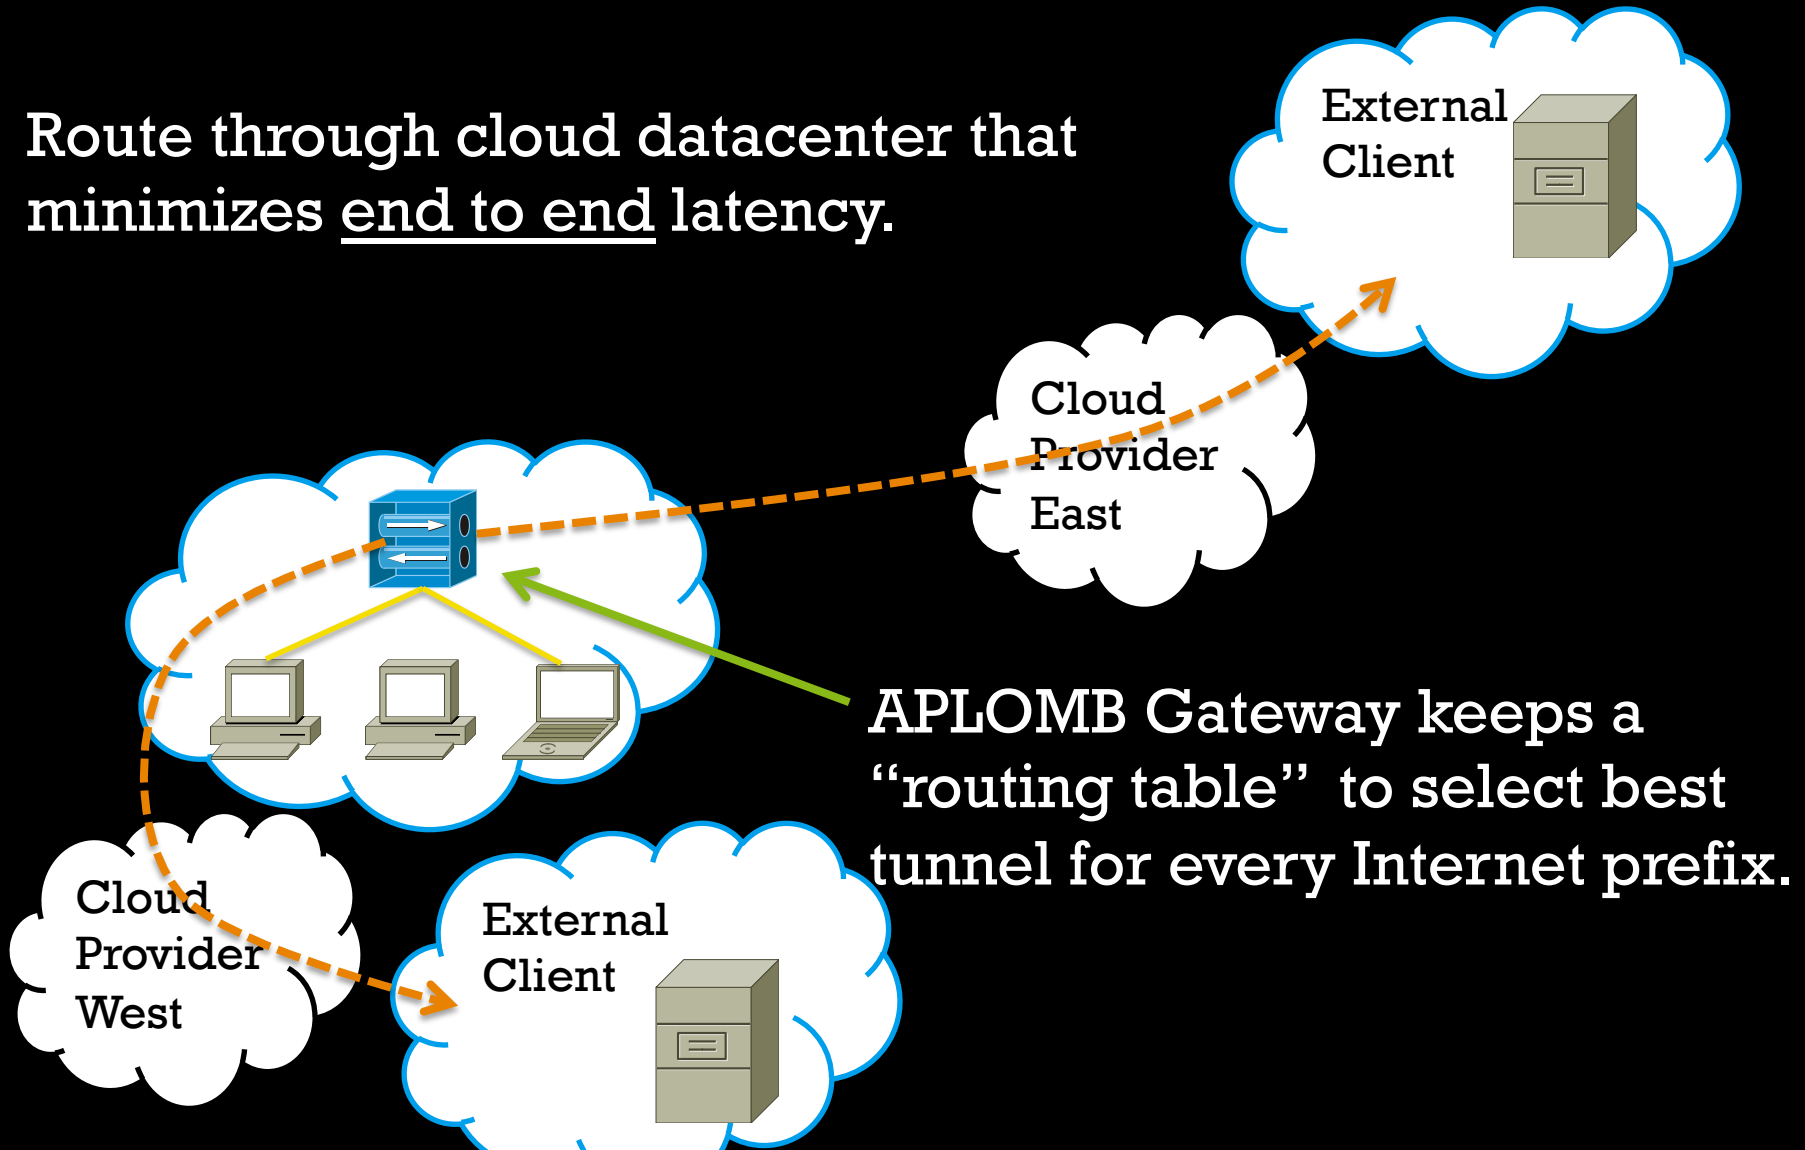 Route through cloud datacenter that
minimizes end to end latency.
External
Client
Cloud
Provider
East
APLOMB Gateway keeps a
“routing table” to select best
tunnel for every Internet prefix.
Cloud
Provider
West
External
Client